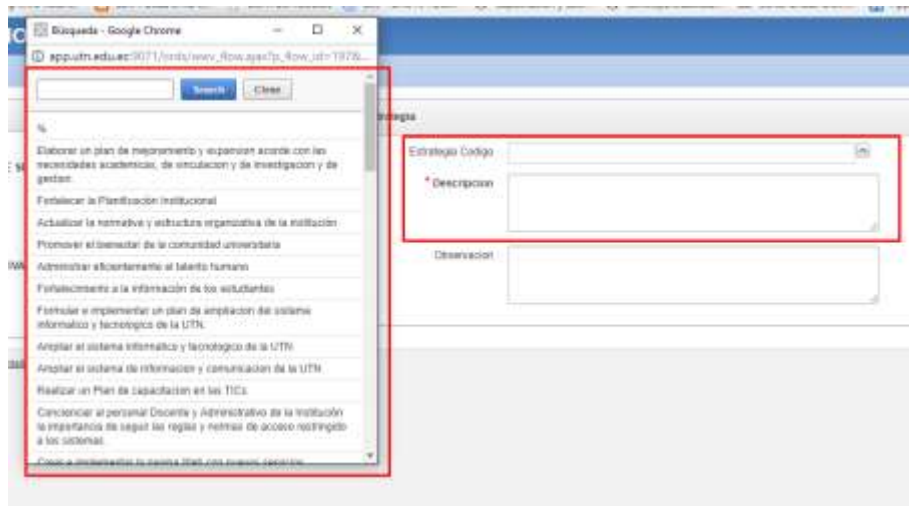 Búsqueda - Google Chrome
app.utn.edu.ec:9071/ords/wwv_flow.ajax?p_flow_id=197&...
Search Close
%
Elaborar un plan de mejoramiento y expansion acorde con las
necesidades academicas, de vinculacion y de investigacion y de
gestion.
Fortalecer la Planificación Institucional
Actualizar la normativa y estructura organizativa de la institución
Promover el bienestar de la comunidad universitaria
Administrar eficientemente el talento humano
Fortalecimiento a la información de los estudiantes
Formular e implementar un plan de ampliacion del sistema
informatico y tecnologico de la UTN.
Ampliar el sistema informatico y tecnologico de la UTN
Ampliar el sistema de informacion y comunicacion de la UTN
Realizar un Plan de capacitacion en las TICs
Concienciar al personal Docente y Administrativo de la Institución
la importancia de seguir las reglas y normas de acceso restringido
a los sistemas.
Estrategia Codigo
* Descripcion
Observacion